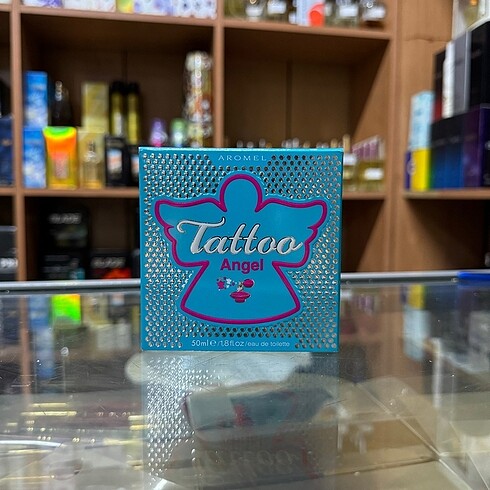 AROMEL
Tattoo
Angel
50ml ℮ /1.8fl.oz/eau de toilette